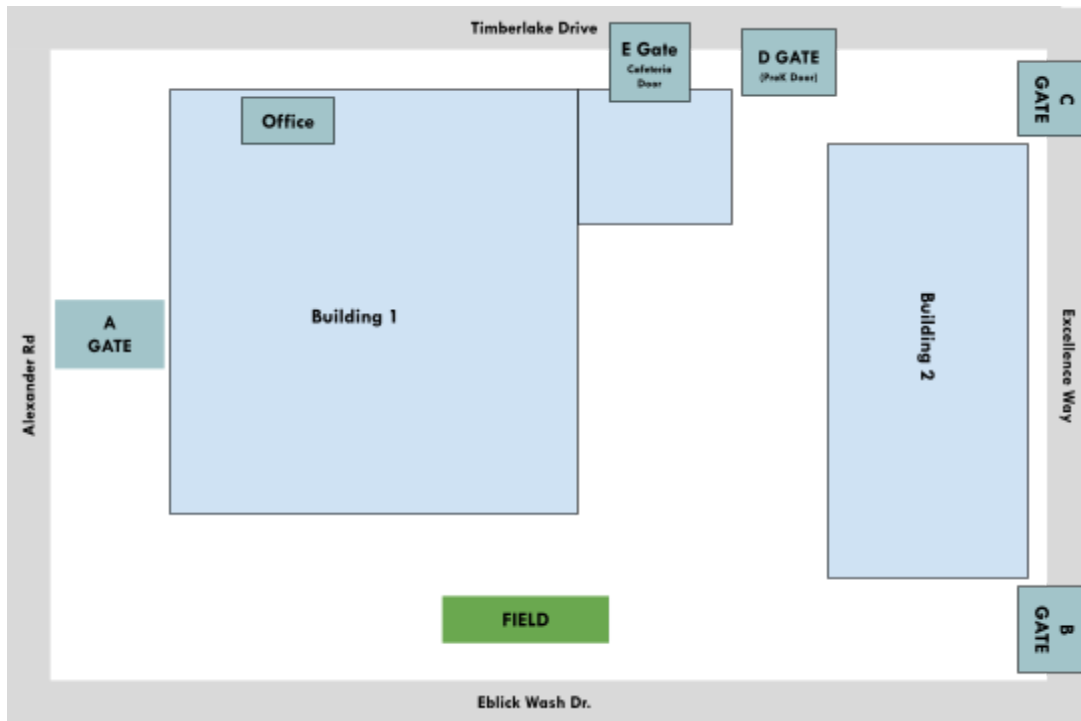 Timberlake Drive
E Gate
Cafeteria
Door
D GATE
(PreK Door)
C
GATE
Office
Building 1
A
GATE
Alexander Rd
Building 2
Excellence Way
FIELD
B
GATE
Eblick Wash Dr.